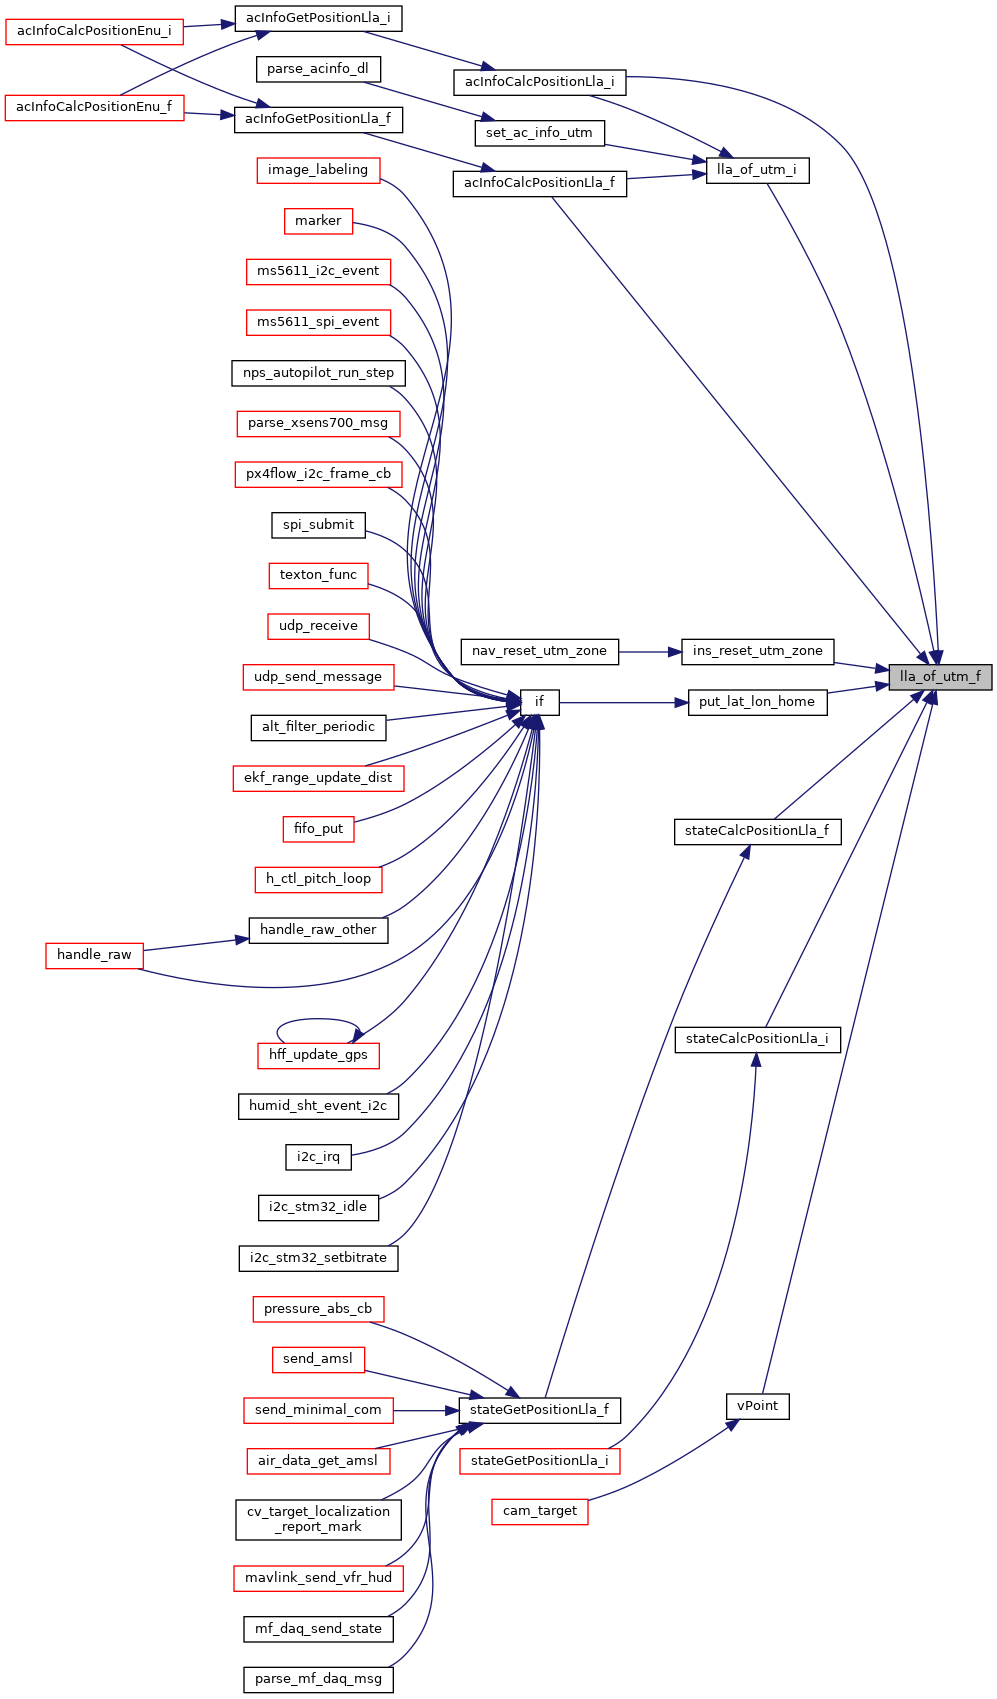 acInfoGetPositionLla_i
acInfoCalcPositionEnu_i
parse_acinfo_dl
acInfoCalcPositionLla_i
acInfoCalcPositionEnu_f
acInfoGetPositionLla_f
set_ac_info_utm
image_labeling
lla_of_utm_i
acInfoCalcPositionLla_f
marker
ms5611_i2c_event
ms5611_spi_event
nps_autopilot_run_step
parse_xsens700_msg
px4flow_i2c_frame_cb
spi_submit
texton_func
udp_receive
nav_reset_utm_zone
ins_reset_utm_zone
udp_send_message
lla_of_utm_f
if
put_lat_lon_home
alt_filter_periodic
ekf_range_update_dist
fifo_put
stateCalcPositionLla_f
h_ctl_pitch_loop
handle_raw_other
handle_raw
stateCalcPositionLla_i
hff_update_gps
humid_sht_event_i2c
i2c_irq
i2c_stm32_idle
i2c_stm32_setbitrate
pressure_abs_cb
send_amsl
send_minimal_com
stateGetPositionLla_f
vPoint
air_data_get_amsl
stateGetPositionLla_i
cv_target_localization
_report_mark
cam_target
mavlink_send_vfr_hud
mf_daq_send_state
parse_mf_daq_msg